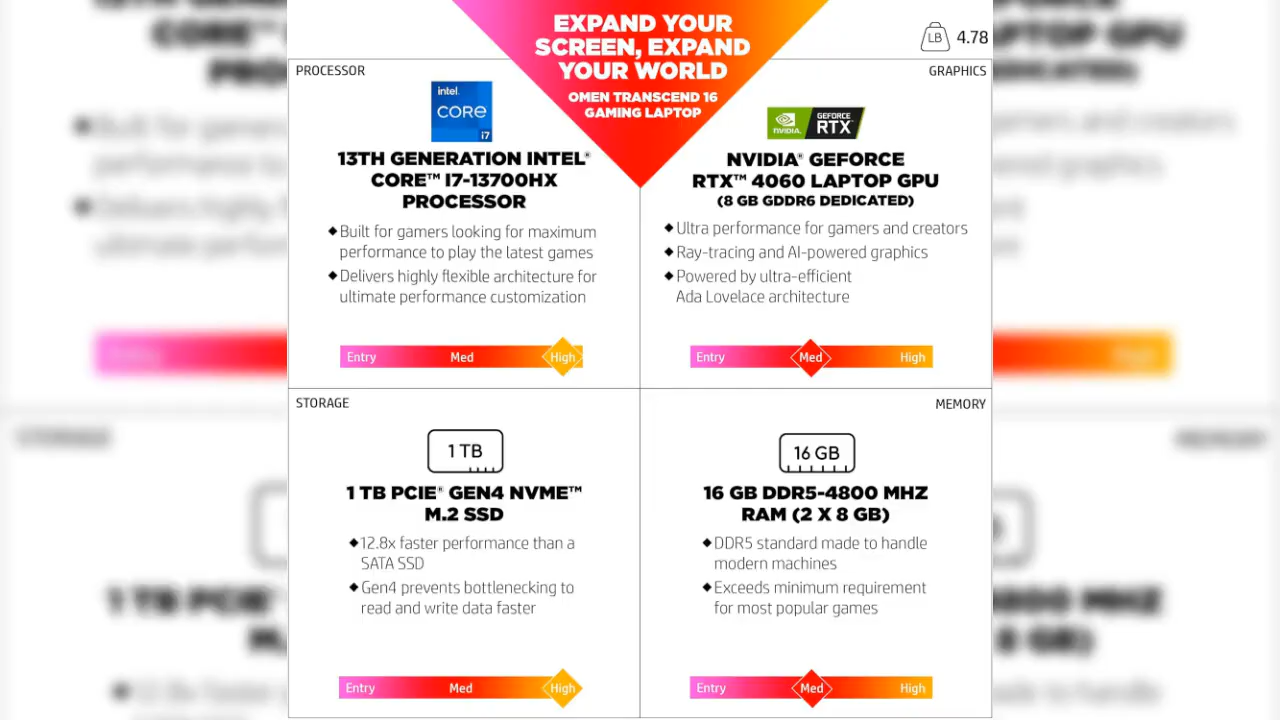 EXPAND YOUR
SCREEN, EXPAND
YOUR WORLD
OMEN TRANSCEND 16
GAMING LAPTOP
LB 4.78
PROCESSOR
intel.
CORE
i7
13TH GENERATION INTEL®
CORE™ I7-13700HX
PROCESSOR
◆Built for gamers looking for maximum
performance to play the latest games
◆Delivers highly flexible architecture for
ultimate performance customization
Entry Med High
GRAPHICS
NVIDIA. GEFORCE
RTX™
NVIDIA® GEFORCE
RTX™ 4060 LAPTOP GPU
(8 GB GDDR6 DEDICATED)
◆Ultra performance for gamers and creators
◆Ray-tracing and AI-powered graphics
◆Powered by ultra-efficient
Ada Lovelace architecture
Entry Med High
STORAGE
1 TB
1 TB PCIE® GEN4 NVME™
M.2 SSD
◆12.8x faster performance than a
SATA SSD
◆Gen4 prevents bottlenecking to
read and write data faster
Entry Med High
MEMORY
16 GB
16 GB DDR5-4800 MHZ
RAM (2 X 8 GB)
◆DDR5 standard made to handle
modern machines
◆Exceeds minimum requirement
for most popular games
Entry Med High